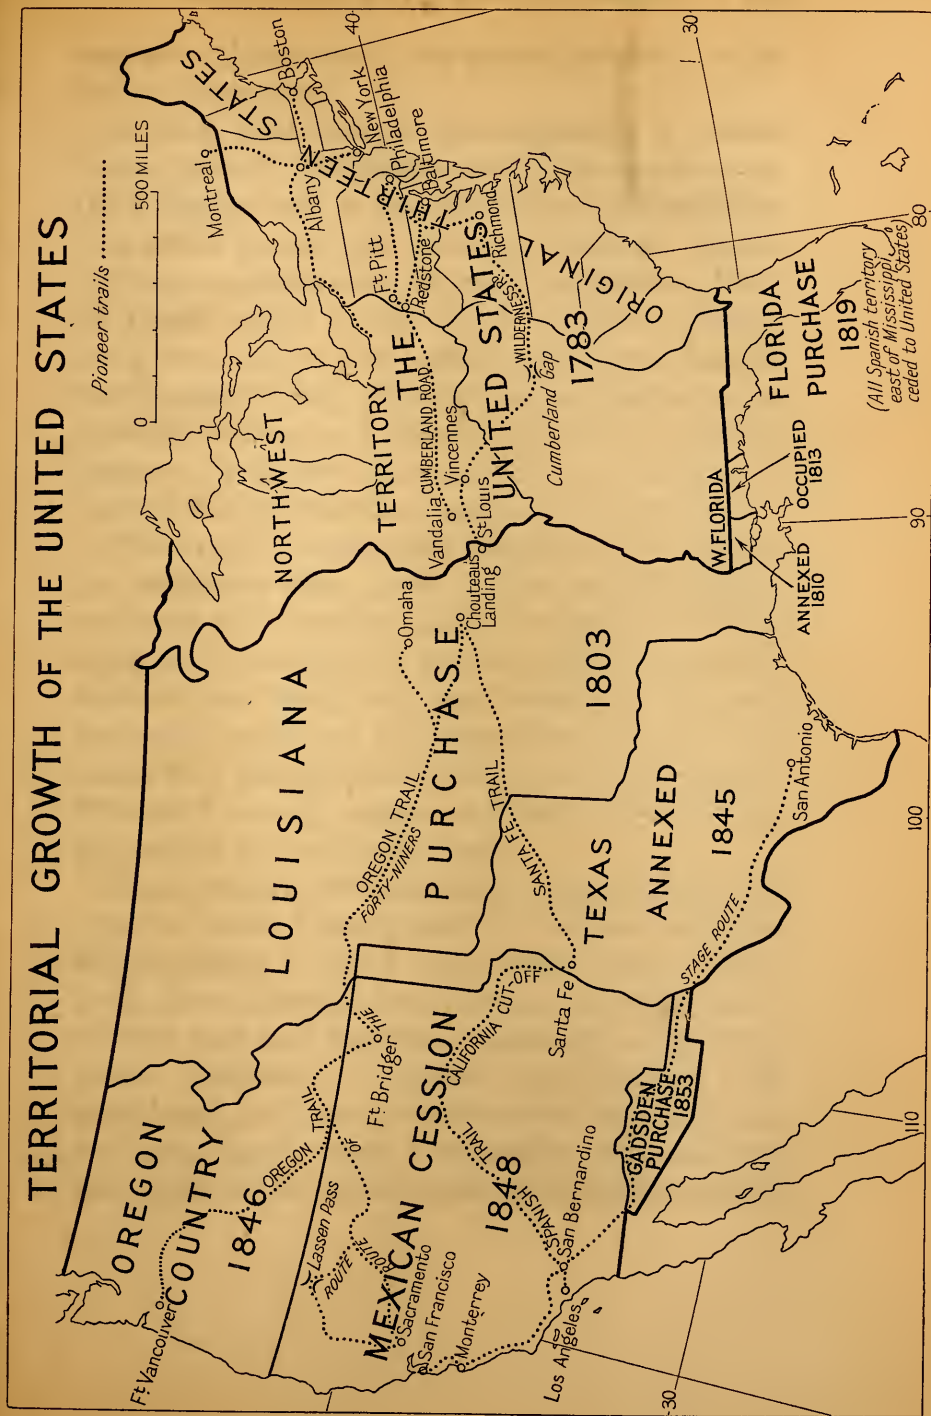 TERRITORIAL GROWTH OF THE UNITED STATES
Pioneer trails
0
500 MILES
OREGON
COUNTRY
1846
Ft. Vancouver
OREGON TRAIL
LOUISIANA
PURCHASE
1803
OREGON TRAIL
FORTY-NINERS
Omaha
Chouteaus
Landing
SANTA FE TRAIL
NORTHWEST
TERRITORY
Montreal
Albany
Boston
New York
Philadelphia
Baltimore
Ft. Pitt
Redstone
Richmond
ORIGINAL
THIRTEEN
STATES
THE
UNITED STATES
1783
CUMBERLAND ROAD
Vandalia
Vincennes
St Louis
WILDERNESS RD.
Cumberland Gap
MEXICAN CESSION
1848
Lassen Pass
ROUTE
ROUTE
OF
THE
Ft. Bridger
Sacramento
San Francisco
Monterrey
Los Angeles
San Bernardino
SPANISH
TRAIL
CALIFORNIA CUT-OFF
Santa Fe
TEXAS
ANNEXED
1845
STAGE ROUTE
San Antonio
GADSDEN
PURCHASE
1853
W. FLORIDA
ANNEXED
1810
OCCUPIED
1813
FLORIDA
PURCHASE
1819
(All Spanish territory
east of Mississippi,
ceded to United States)
40
30
30
110
100
90
80